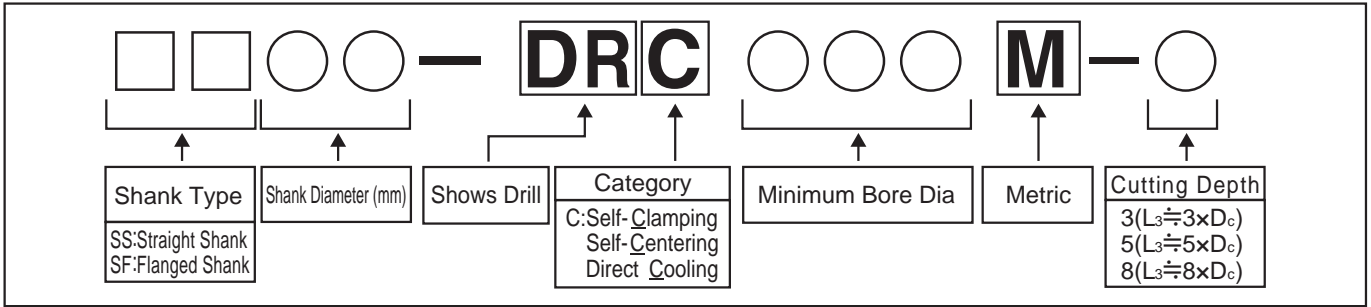 □□○○—DRC○○○M—○
Shank Type
SS:Straight Shank
SF:Flanged Shank
Shank Diameter (mm)
Shows Drill
Category
C:Self-Clamping
Self-Centering
Direct Cooling
Minimum Bore Dia
Metric
Cutting Depth
3(L₃≒3×Dc)
5(L₃≒5×Dc)
8(L₃≒8×Dc)